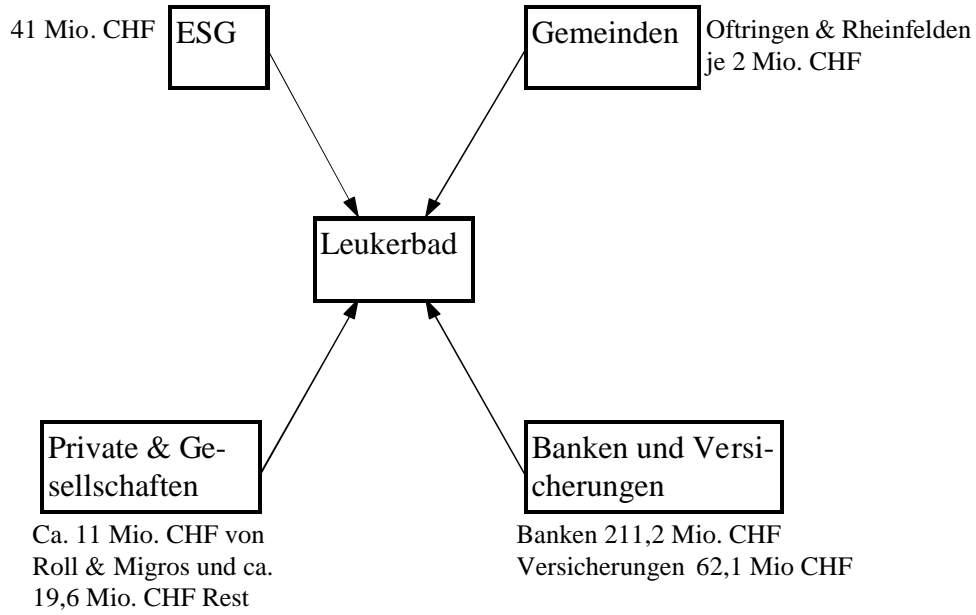 41 Mio. CHF
ESG
Gemeinden
Oftringen & Rheinfelden
je 2 Mio. CHF
Leukerbad
Private & Ge-
sellschaften
Ca. 11 Mio. CHF von
Roll & Migros und ca.
19,6 Mio. CHF Rest
Banken und Versi-
cherungen
Banken 211,2 Mio. CHF
Versicherungen 62,1 Mio CHF